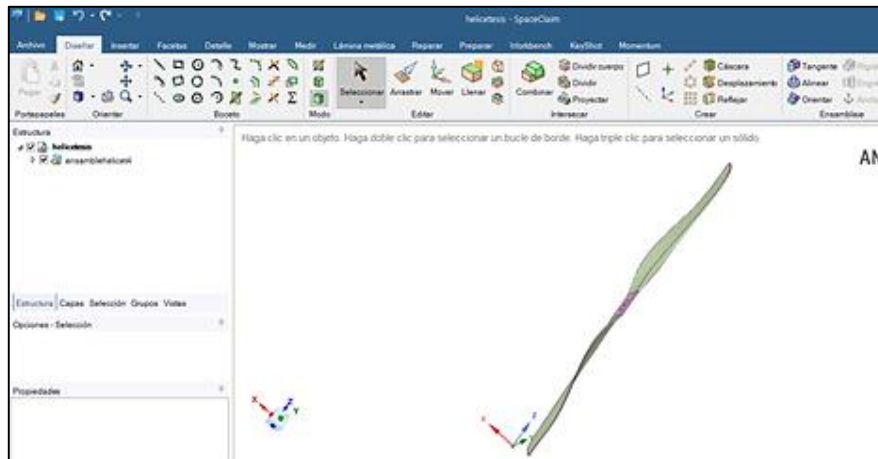 helicetesis - SpaceClaim
Archivo Diseñar Insertar Facetas Detalle Mostrar Medir Lámina metálica Reparar Preparar Workbench KeyShot Momentum
Pegar Seleccionar Arrastrar Mover Llenar Combinar Dividir cuerpo Dividir Proyectar Cáscara Desplazamiento Reflejar Tangente Alinear Orientar
Portapapeles Orientar Boceto Modo Editar Intersecar Crear Ensamblaje
Estructura
helicetesis
ensamblehelices4
Haga clic en un objeto. Haga doble clic para seleccionar un bucle de borde. Haga triple clic para seleccionar un sólido.
AN
Estructura Capas Selección Grupos Vistas
Opciones - Selección
Propiedades
X Z Y
X Z